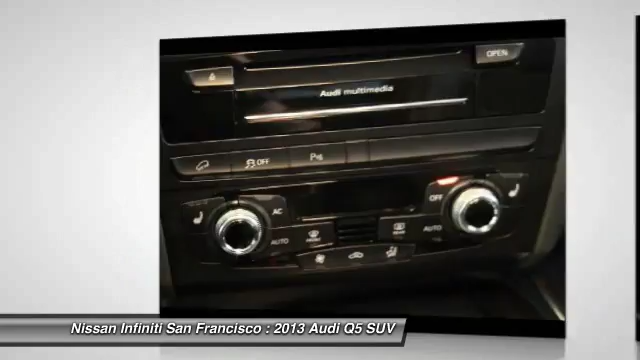 OPEN
Audi multimedia
OFF P
AC OFF
AUTO AUTO
Nissan Infiniti San Francisco : 2013 Audi Q5 SUV